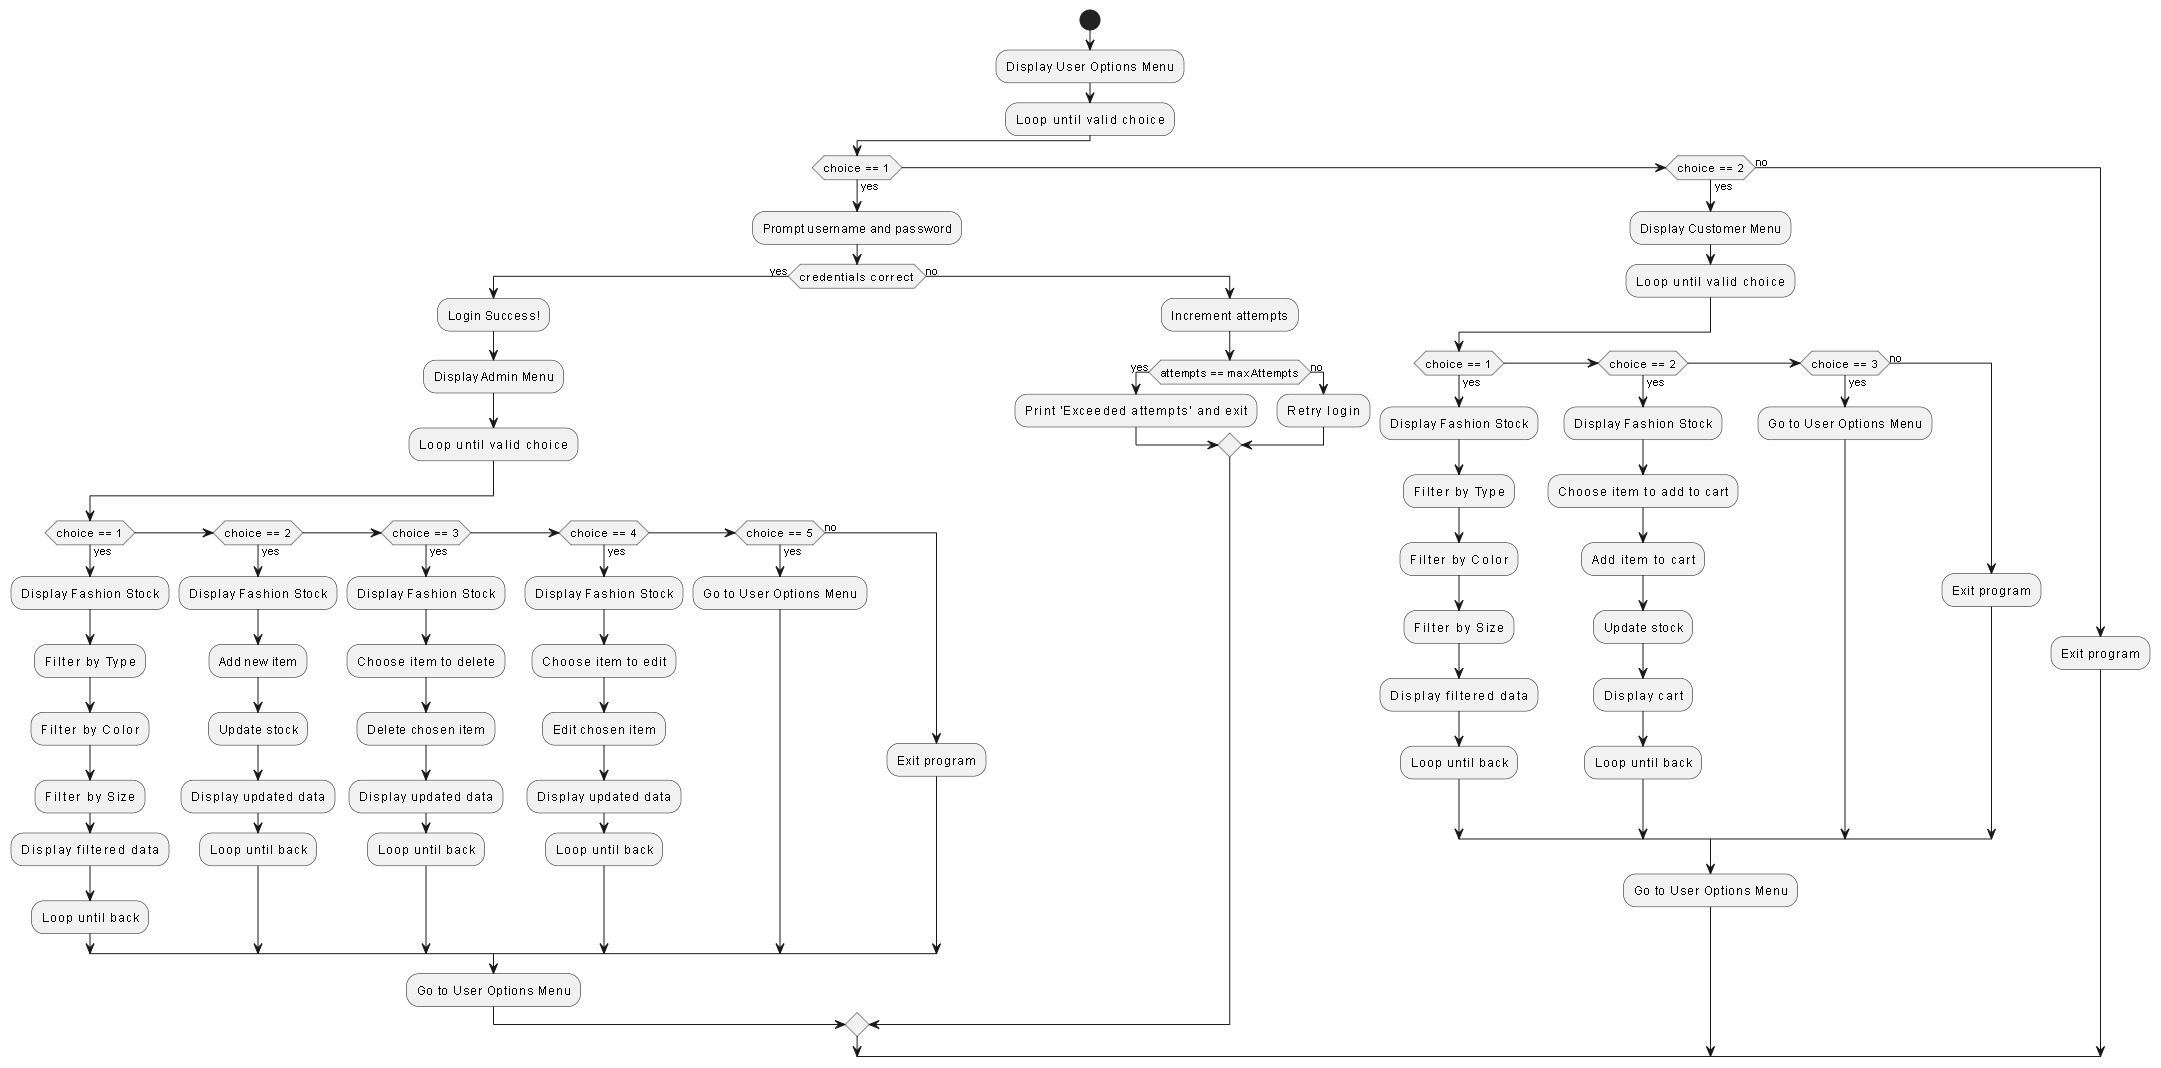 Display User Options Menu
Loop until valid choice
choice == 1
yes
choice == 2
no
yes
Prompt username and password
credentials correct
yes
no
Login Success!
Display Admin Menu
Loop until valid choice
choice == 1
yes
choice == 2
yes
choice == 3
yes
choice == 4
yes
choice == 5
no
yes
Display Fashion Stock
Filter by Type
Filter by Color
Filter by Size
Display filtered data
Loop until back
Display Fashion Stock
Add new item
Update stock
Display updated data
Loop until back
Display Fashion Stock
Choose item to delete
Delete chosen item
Display updated data
Loop until back
Display Fashion Stock
Choose item to edit
Edit chosen item
Display updated data
Loop until back
Go to User Options Menu
Exit program
Go to User Options Menu
Increment attempts
attempts == maxAttempts
yes
no
Print 'Exceeded attempts' and exit
Retry login
Display Customer Menu
Loop until valid choice
choice == 1
yes
choice == 2
yes
choice == 3
no
yes
Display Fashion Stock
Filter by Type
Filter by Color
Filter by Size
Display filtered data
Loop until back
Display Fashion Stock
Choose item to add to cart
Add item to cart
Update stock
Display cart
Loop until back
Go to User Options Menu
Exit program
Go to User Options Menu
Exit program